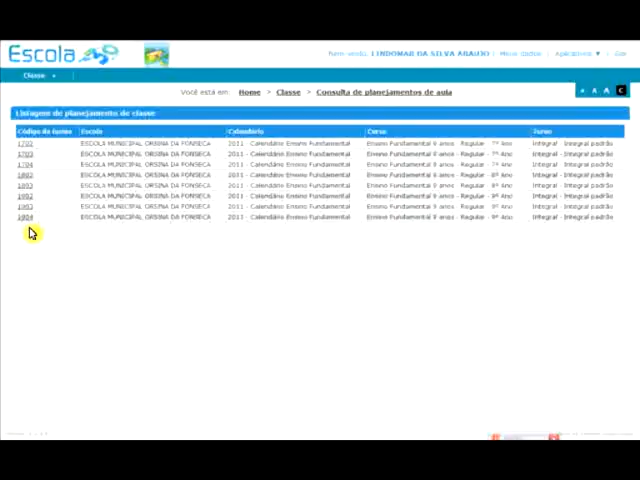 Escola
Bem-vindo, LINDOMAR DA SILVA ARAUJO | Meus dados | Aplicativos ▼ | Sair
Classe
Você está em: Home > Classe > Consulta de planejamentos de aula
A A A C
Listagem de planejamento de classe
Código da turma Escola Calendário Curso Turno
1702 ESCOLA MUNICIPAL ORSINA DA FONSECA 2011 - Calendário Ensino Fundamental Ensino Fundamental 9 anos - Regular - 7º Ano Integral - Integral padrão
1703 ESCOLA MUNICIPAL ORSINA DA FONSECA 2011 - Calendário Ensino Fundamental Ensino Fundamental 9 anos - Regular - 7º Ano Integral - Integral padrão
1704 ESCOLA MUNICIPAL ORSINA DA FONSECA 2011 - Calendário Ensino Fundamental Ensino Fundamental 9 anos - Regular - 7º Ano Integral - Integral padrão
1802 ESCOLA MUNICIPAL ORSINA DA FONSECA 2011 - Calendário Ensino Fundamental Ensino Fundamental 9 anos - Regular - 8º Ano Integral - Integral padrão
1803 ESCOLA MUNICIPAL ORSINA DA FONSECA 2011 - Calendário Ensino Fundamental Ensino Fundamental 9 anos - Regular - 8º Ano Integral - Integral padrão
1902 ESCOLA MUNICIPAL ORSINA DA FONSECA 2011 - Calendário Ensino Fundamental Ensino Fundamental 9 anos - Regular - 9º Ano Integral - Integral padrão
1903 ESCOLA MUNICIPAL ORSINA DA FONSECA 2011 - Calendário Ensino Fundamental Ensino Fundamental 9 anos - Regular - 9º Ano Integral - Integral padrão
1904 ESCOLA MUNICIPAL ORSINA DA FONSECA 2011 - Calendário Ensino Fundamental Ensino Fundamental 9 anos - Regular - 9º Ano Integral - Integral padrão